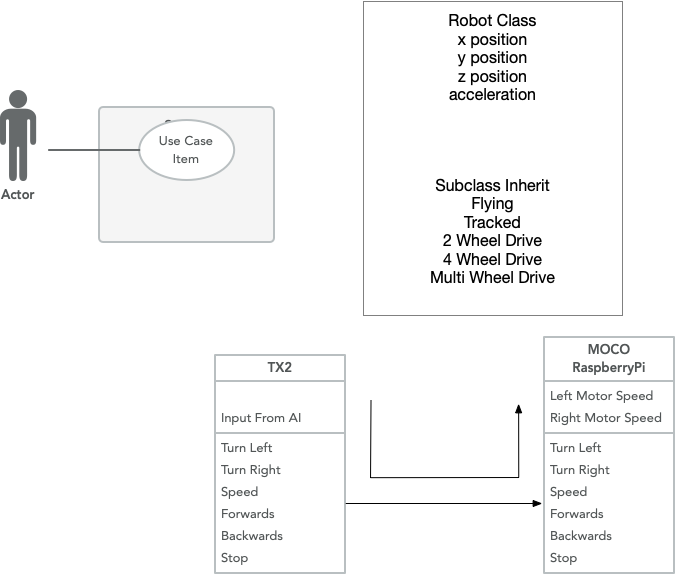 Robot Class
x position
y position
z position
acceleration
Use Case
Item
Actor
Subclass Inherit
Flying
Tracked
2 Wheel Drive
4 Wheel Drive
Multi Wheel Drive
TX2
Input From AI
Turn Left
Turn Right
Speed
Forwards
Backwards
Stop
MOCO
RaspberryPi
Left Motor Speed
Right Motor Speed
Turn Left
Turn Right
Speed
Forwards
Backwards
Stop